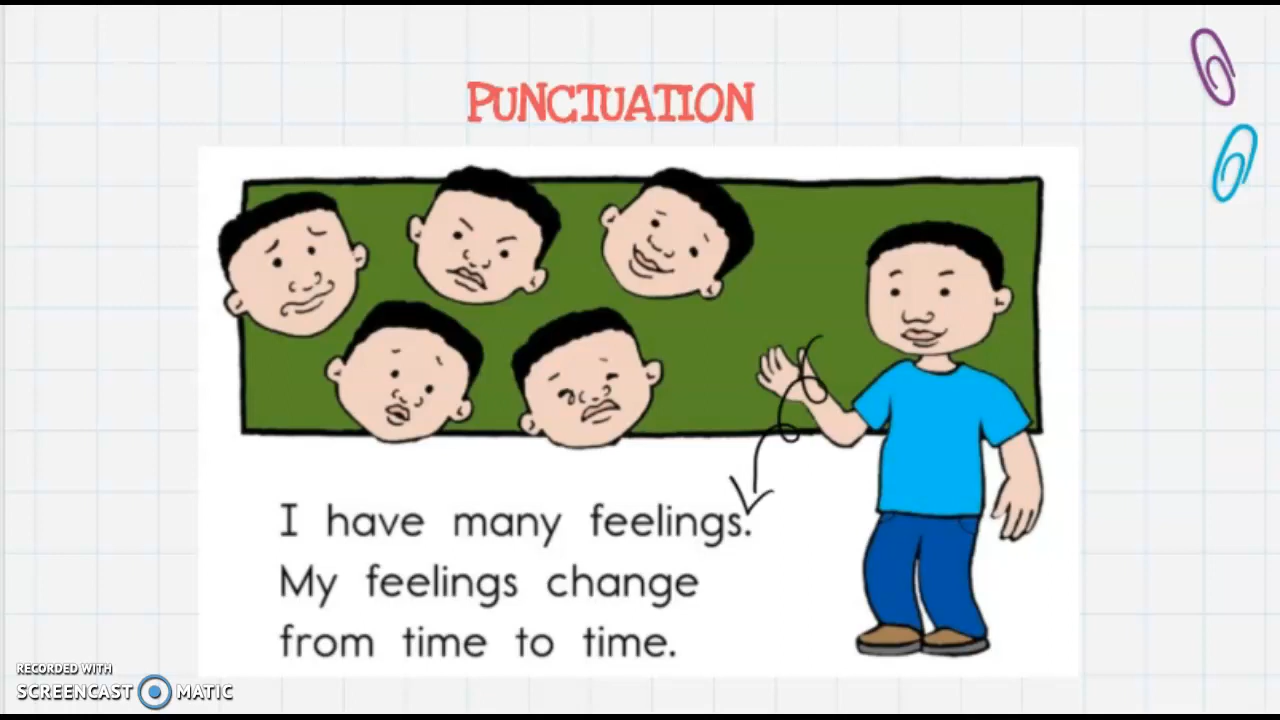 PUNCTUATION
I have many feelings.
My feelings change
from time to time.
RECORDED WITH
SCREENCAST MATIC